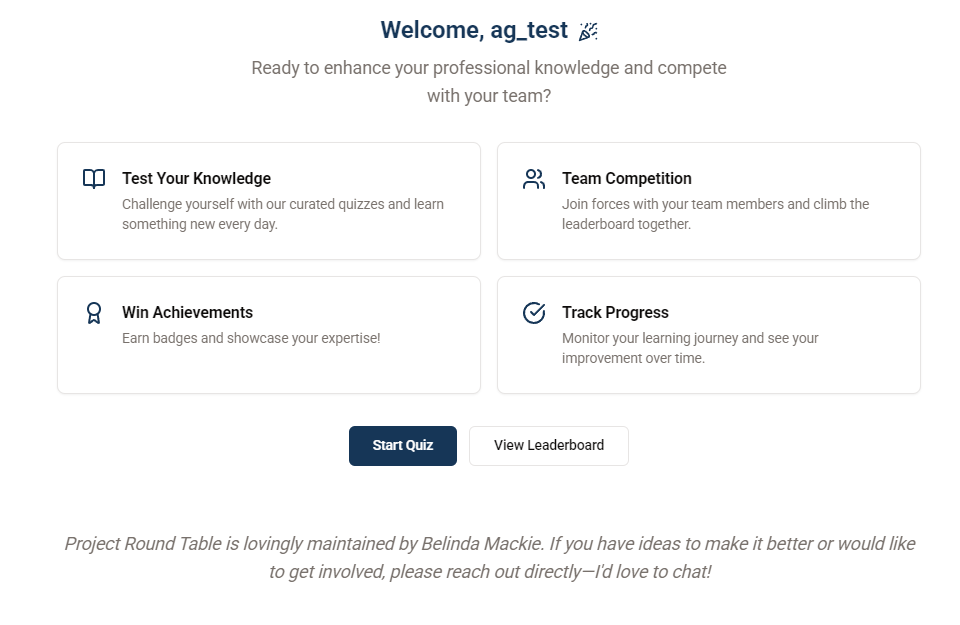 Welcome, ag_test
Ready to enhance your professional knowledge and compete
with your team?
Test Your Knowledge
Challenge yourself with our curated quizzes and learn
something new every day.
Team Competition
Join forces with your team members and climb the
leaderboard together.
Win Achievements
Earn badges and showcase your expertise!
Track Progress
Monitor your learning journey and see your
improvement over time.
Start Quiz
View Leaderboard
Project Round Table is lovingly maintained by Belinda Mackie. If you have ideas to make it better or would like
to get involved, please reach out directly—I'd love to chat!